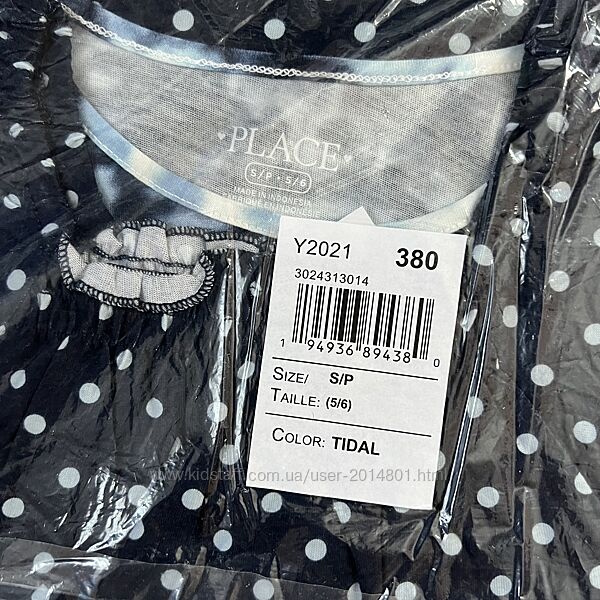 PLACE
S/P • 5/6
MADE IN INDONESIA
Y2021 380
3024313014
1 94936 89438 0
SIZE/ S/P
TAILLE: (5/6)
COLOR: TIDAL
www.kidstaff.com.ua/user-2014801.html